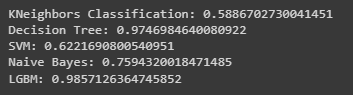 KNeighbors Classification: 0.5886702730041451
Decision Tree: 0.9746984640080922
SVM: 0.6221690800540951
Naive Bayes: 0.7594320018471485
LGBM: 0.9857126364745852